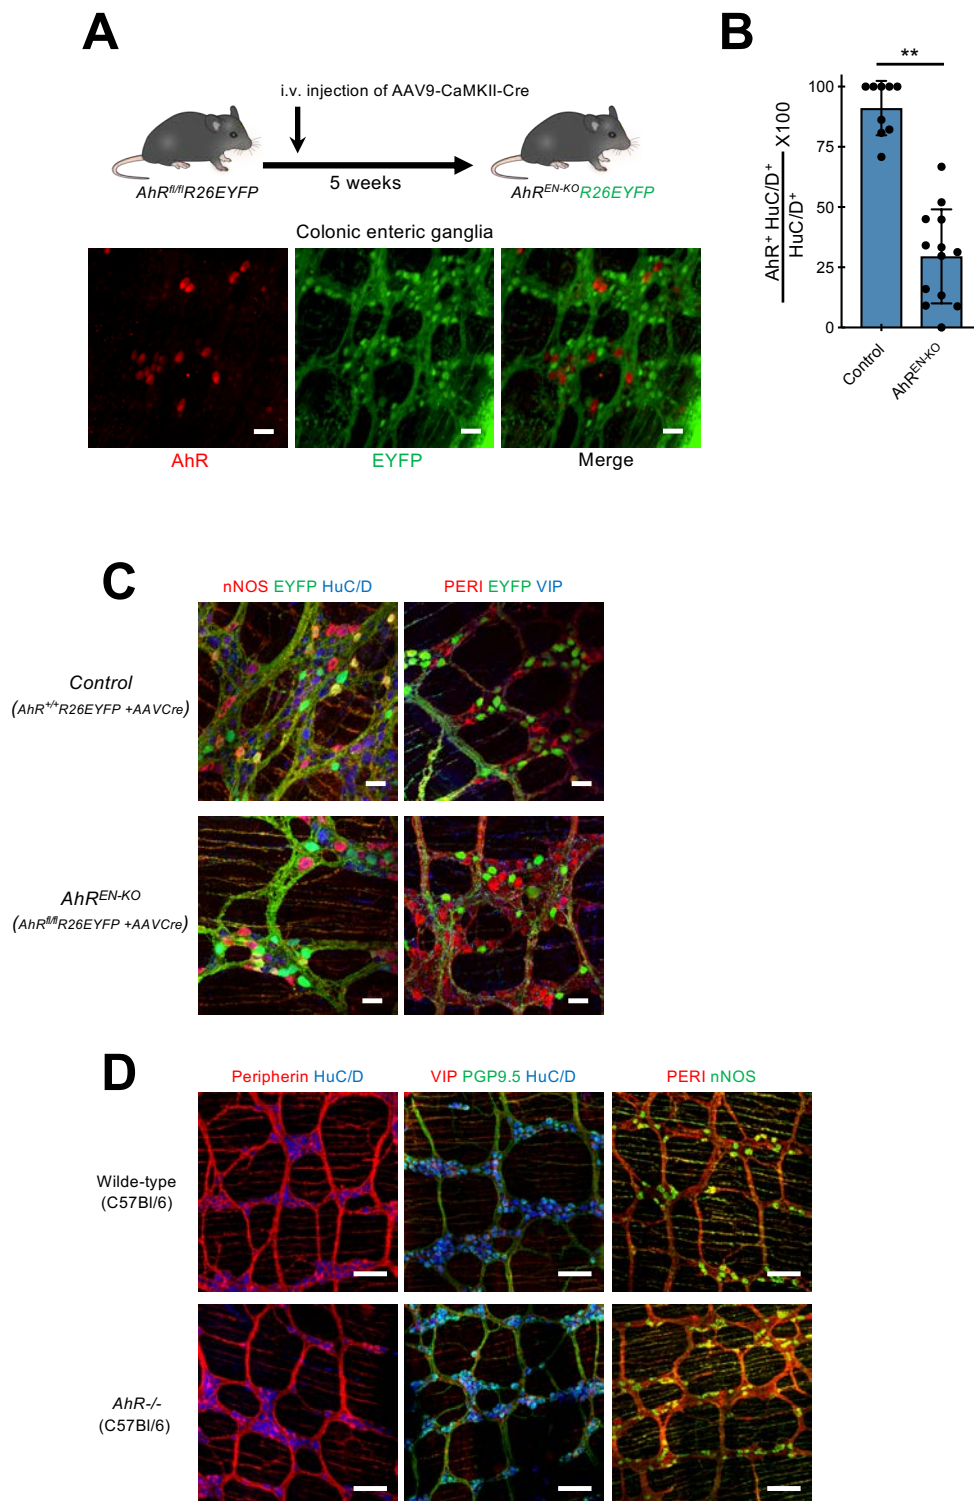 A
i.v. injection of AAV9-CaMKII-Cre
5 weeks
AhR^fl/fl R26EYFP
AhR^EN-KO R26EYFP
Colonic enteric ganglia
AhR
EYFP
Merge
B
**
AhR+ HuC/D+
HuC/D+
X100
100
75
50
25
0
Control
AhR^EN-KO
C
nNOS EYFP HuC/D
PERI EYFP VIP
Control
(AhR^+/+ R26EYFP +AAVCre)
AhR^EN-KO
(AhR^fl/fl R26EYFP +AAVCre)
D
Peripherin HuC/D
VIP PGP9.5 HuC/D
PERI nNOS
Wilde-type
(C57Bl/6)
AhR-/-
(C57Bl/6)